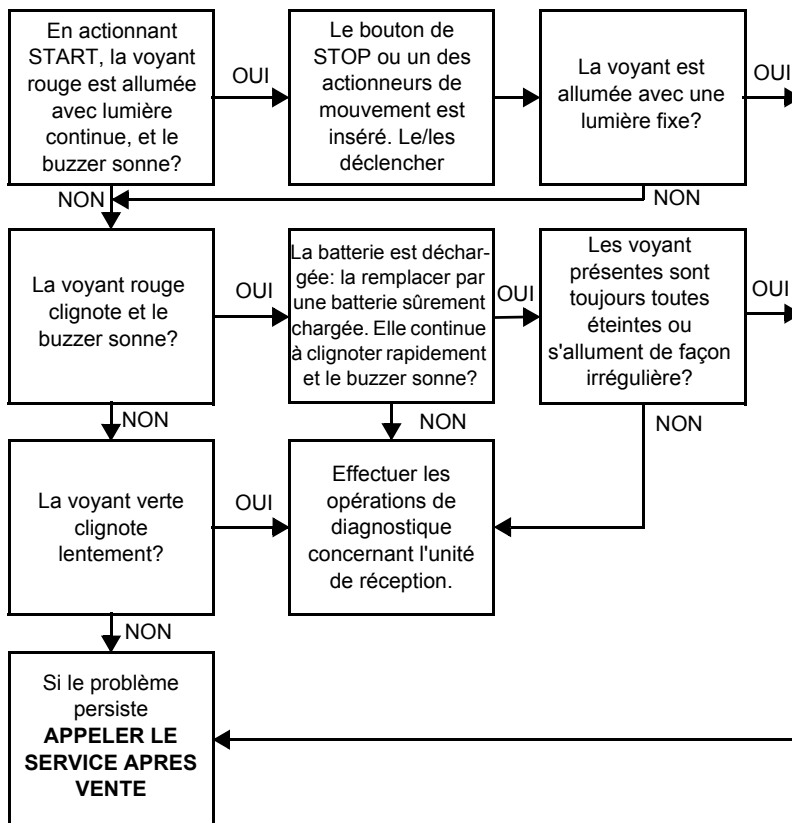 En actionnant
START, la voyant
rouge est allumée
avec lumière
continue, et le
buzzer sonne?
OUI
Le bouton de
STOP ou un des
actionneurs de
mouvement est
inséré. Le/les
déclencher
La voyant est
allumée avec une
lumière fixe?
OUI
NON
NON
La voyant rouge
clignote et le
buzzer sonne?
OUI
La batterie est déchar-
gée: la remplacer par
une batterie sûrement
chargée. Elle continue
à clignoter rapidement
et le buzzer sonne?
OUI
Les voyant
présentes sont
toujours toutes
éteintes ou
s'allument de façon
irrégulière?
OUI
NON
NON
NON
La voyant verte
clignote
lentement?
OUI
Effectuer les
opérations de
diagnostique
concernant l'unité
de réception.
NON
Si le problème
persiste
APPELER LE
SERVICE APRES
VENTE